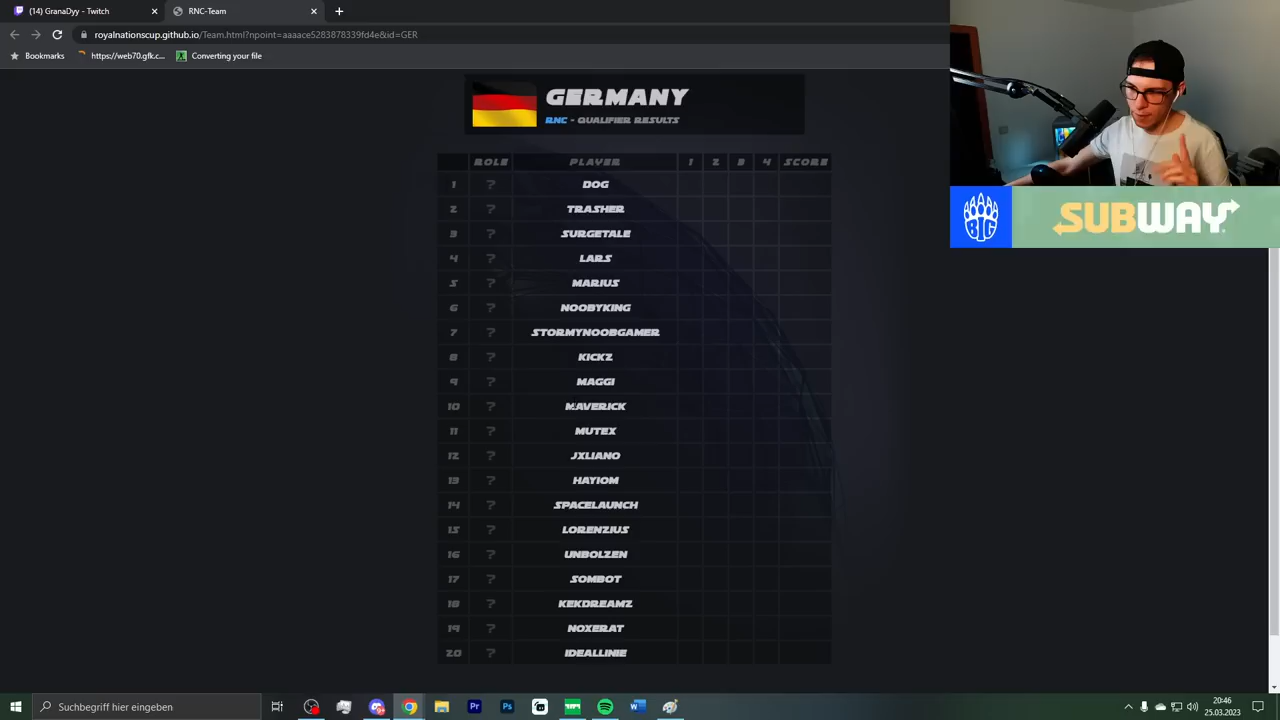 (14) GranaDyy - Twitch
RNC-Team
royalnationscup.github.io/Team.html?npoint=aaaace5283878339fd4e&id=GER
Bookmarks
https://web70.gfk.c...
Converting your file
GERMANY
RNC - QUALIFIER RESULTS
ROLE PLAYER 1 2 3 4 SCORE
1 ? DOG
2 ? TRASHER
3 ? SURGETALE
4 ? LARS
5 ? MARIUS
6 ? NOOBYKING
7 ? STORMYNOOBGAMER
8 ? KICKZ
9 ? MAGGI
10 ? MAVERICK
11 ? MUTEX
12 ? JXLIANO
13 ? HAYIOM
14 ? SPACELAUNCH
15 ? LORENZIUS
16 ? UNBOLZEN
17 ? SOMBOT
18 ? KEKDREAMZ
19 ? NOXERAT
20 ? IDEALLINIE
BIG
SUBWAY
Suchbegriff hier eingeben
Pr
Ps
20:46
25.03.2023